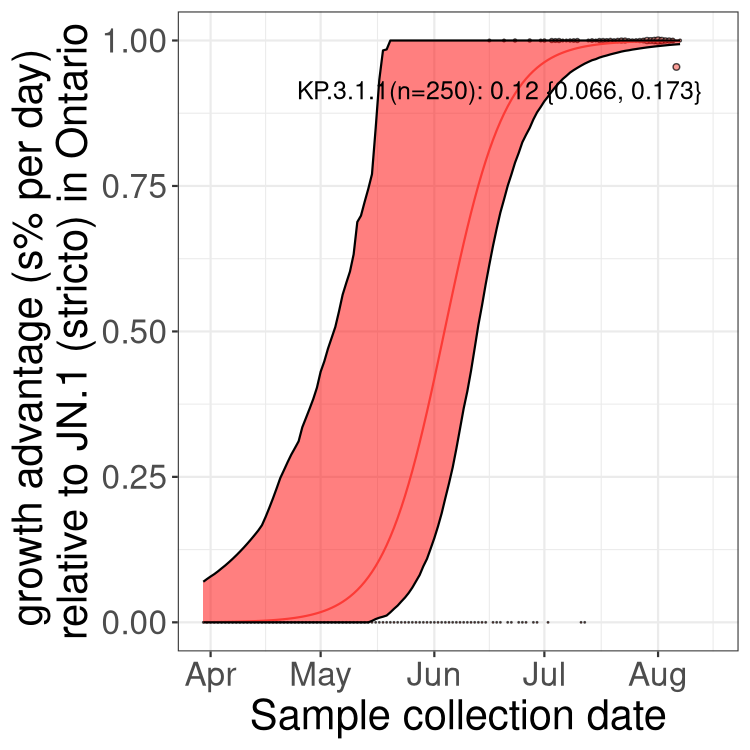 growth advantage (s% per day)
relative to JN.1 (stricto) in Ontario
1.00
0.75
0.50
0.25
0.00
KP.3.1.1(n=250): 0.12 {0.066, 0.173}
Apr May Jun Jul Aug
Sample collection date